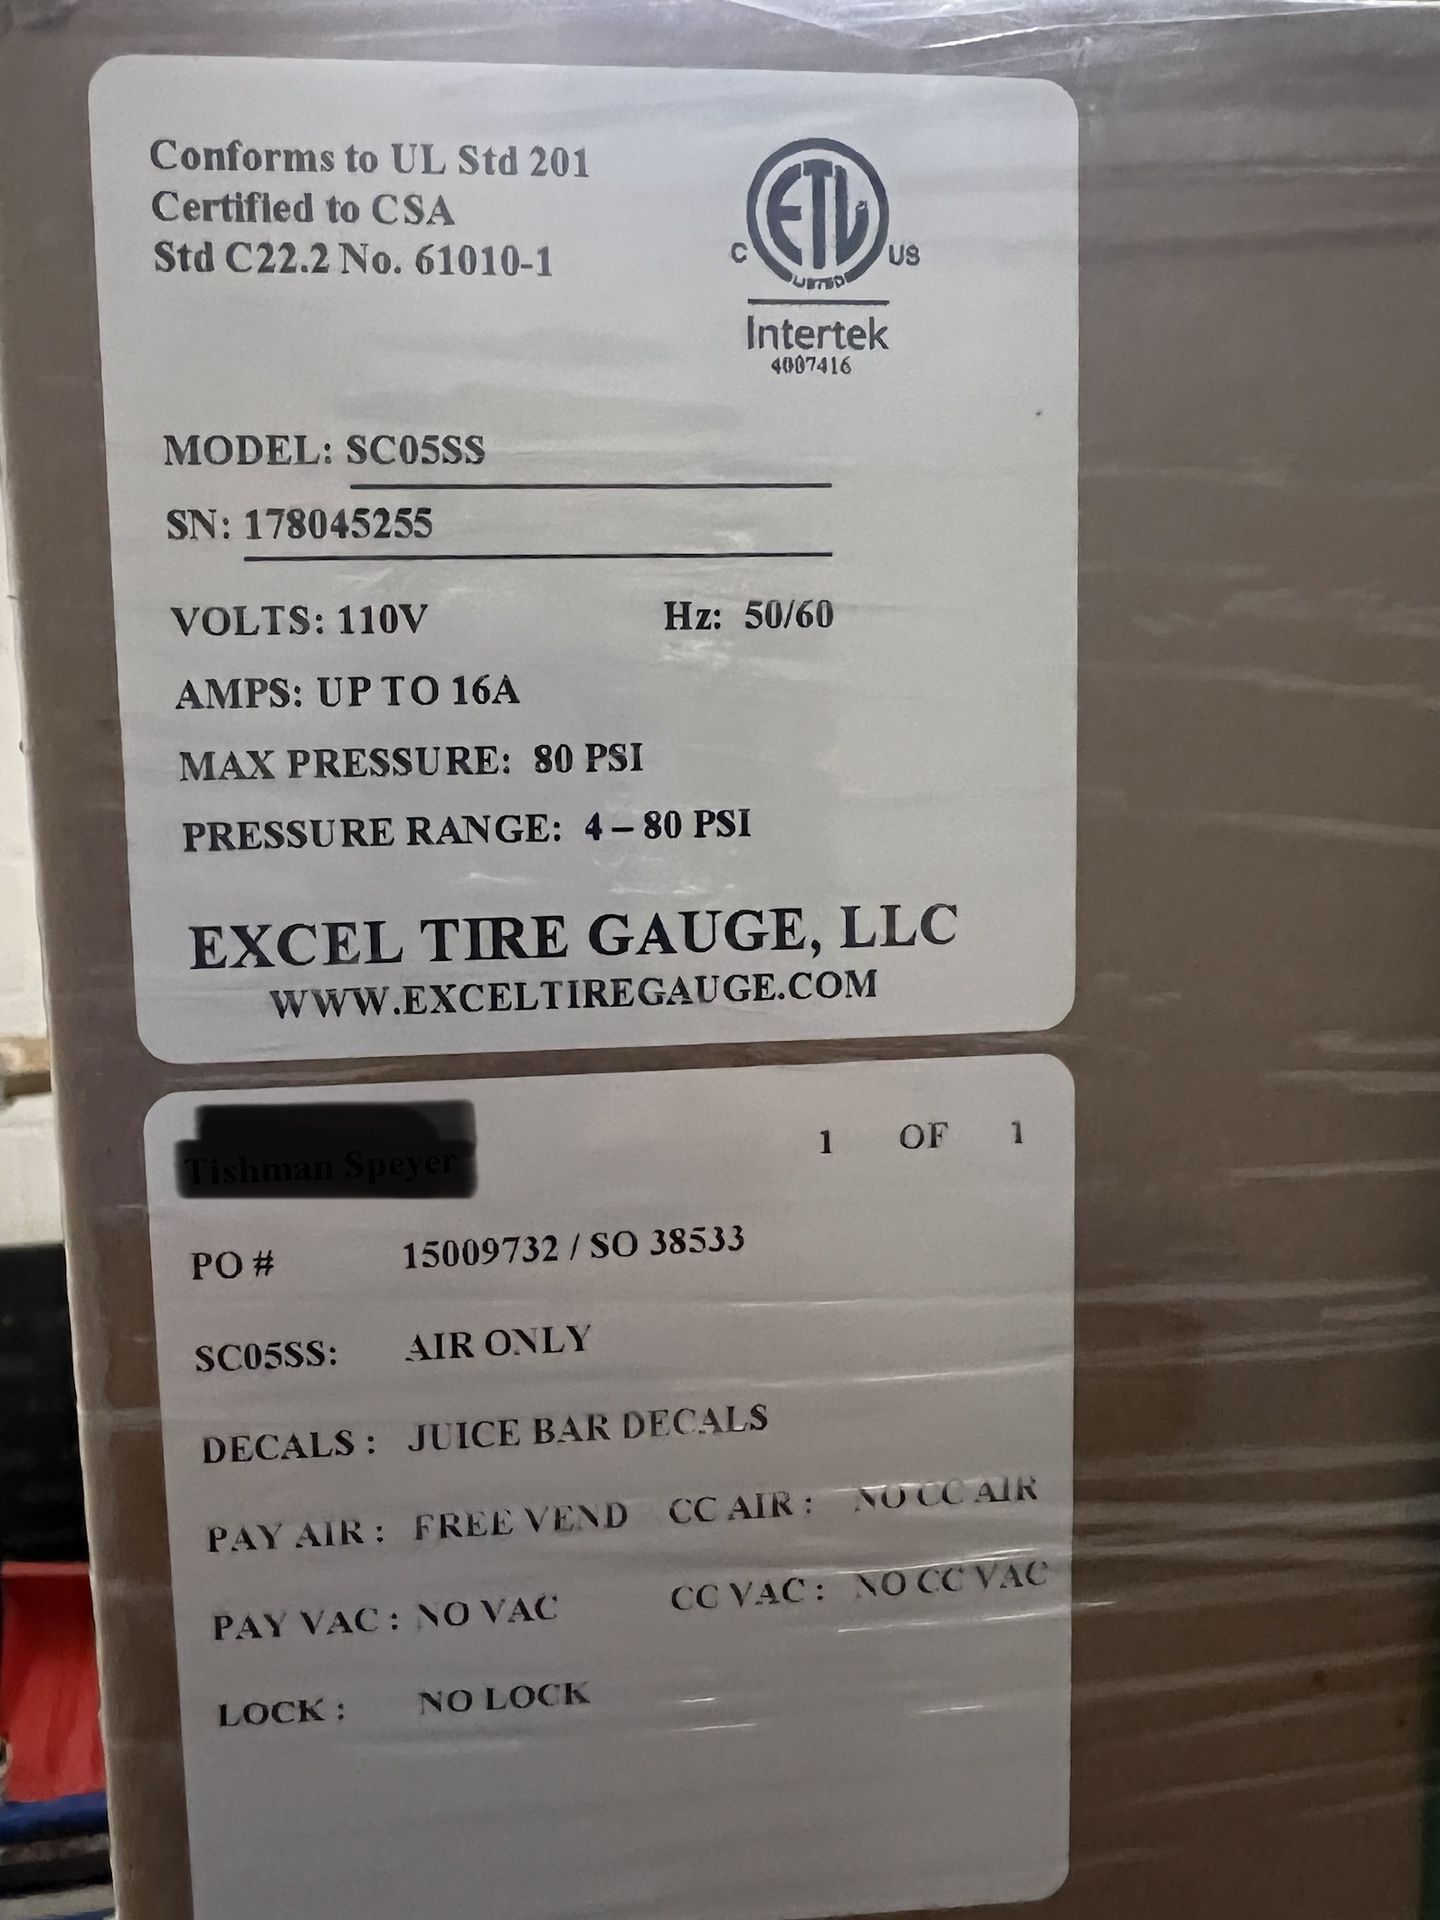 Conforms to UL Std 201
Certified to CSA
Std C22.2 No. 61010-1
ETL
C US
LISTED
Intertek
4007416
MODEL: SC05SS
SN: 178045255
VOLTS: 110V Hz: 50/60
AMPS: UP TO 16A
MAX PRESSURE: 80 PSI
PRESSURE RANGE: 4 – 80 PSI
EXCEL TIRE GAUGE, LLC
WWW.EXCELTIREGAUGE.COM
Tishman Speyer 1 OF 1
PO # 15009732 / SO 38533
SC05SS: AIR ONLY
DECALS : JUICE BAR DECALS
PAY AIR : FREE VEND CC AIR : NO CC AIR
PAY VAC : NO VAC CC VAC : NO CC VAC
LOCK : NO LOCK